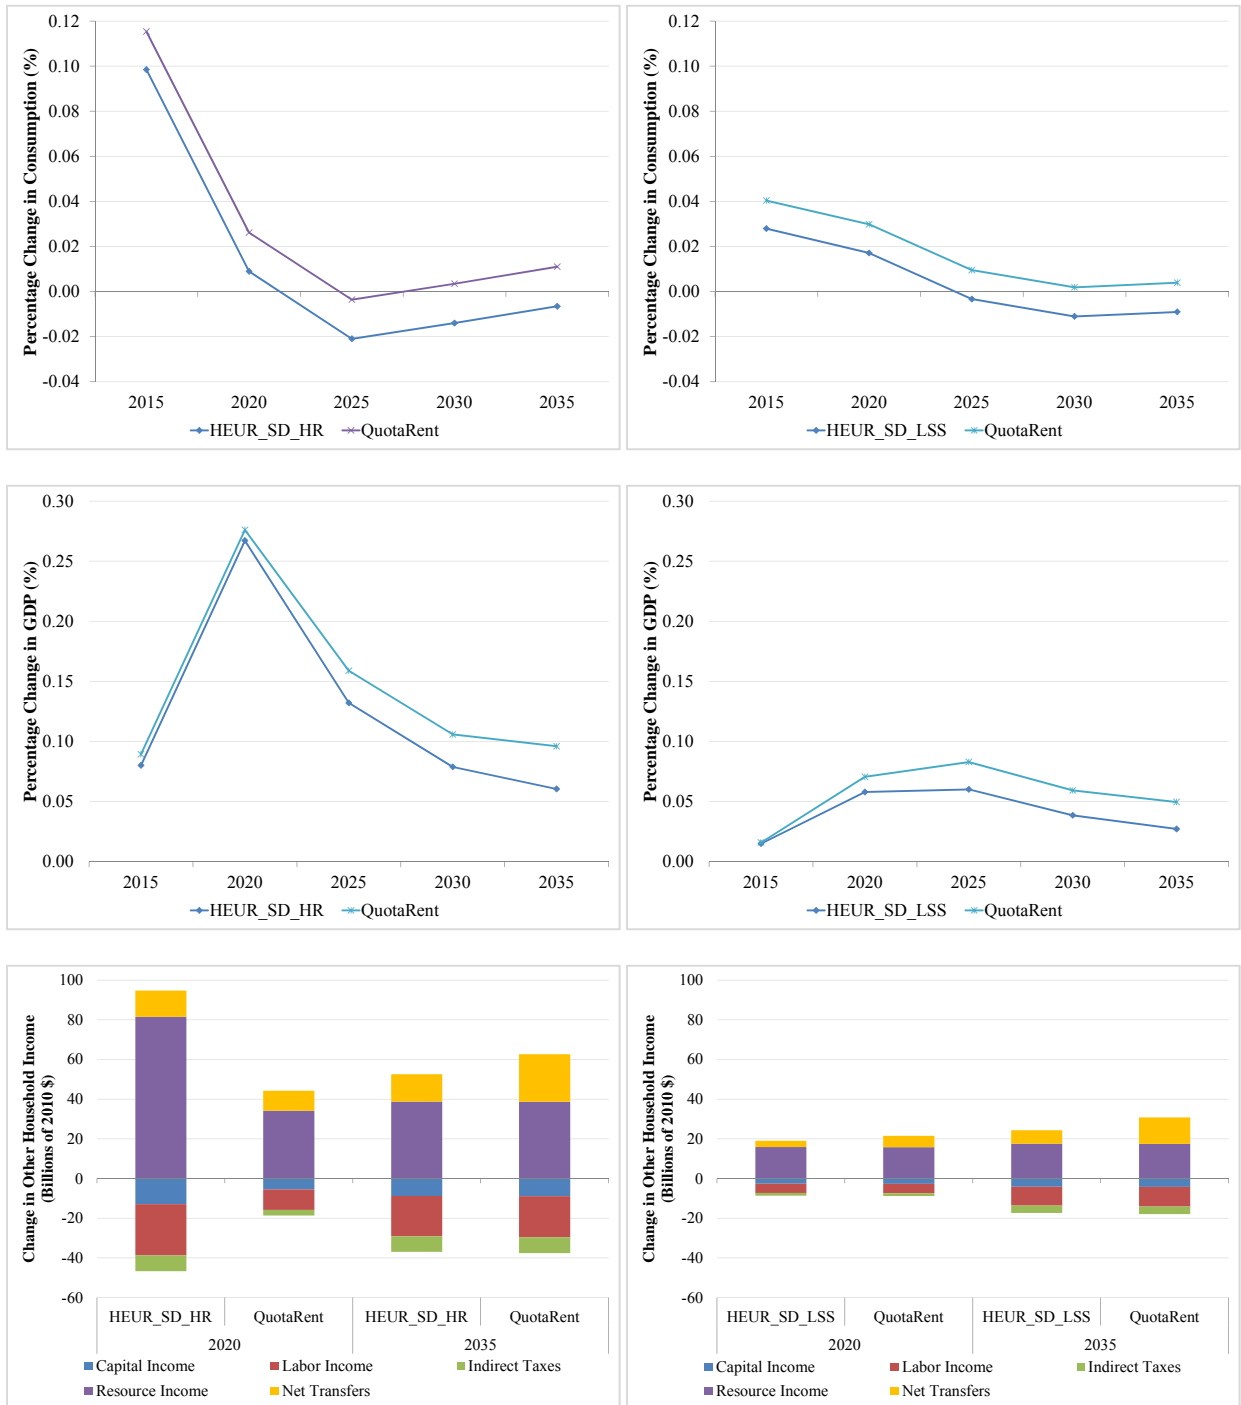 Percentage Change in Consumption (%)
0.12
0.10
0.08
0.06
0.04
0.02
0.00
-0.02
-0.04
2015 2020 2025 2030 2035
HEUR_SD_HR QuotaRent
Percentage Change in Consumption (%)
0.12
0.10
0.08
0.06
0.04
0.02
0.00
-0.02
-0.04
2015 2020 2025 2030 2035
HEUR_SD_LSS QuotaRent
Percentage Change in GDP (%)
0.30
0.25
0.20
0.15
0.10
0.05
0.00
2015 2020 2025 2030 2035
HEUR_SD_HR QuotaRent
Percentage Change in GDP (%)
0.30
0.25
0.20
0.15
0.10
0.05
0.00
2015 2020 2025 2030 2035
HEUR_SD_LSS QuotaRent
Change in Other Household Income
(Billions of 2010 $)
100
80
60
40
20
0
-20
-40
-60
HEUR_SD_HR QuotaRent HEUR_SD_HR QuotaRent
2020 2035
Capital Income Labor Income Indirect Taxes
Resource Income Net Transfers
Change in Other Household Income
(Billions of 2010 $)
100
80
60
40
20
0
-20
-40
-60
HEUR_SD_LSS QuotaRent HEUR_SD_LSS QuotaRent
2020 2035
Capital Income Labor Income Indirect Taxes
Resource Income Net Transfers